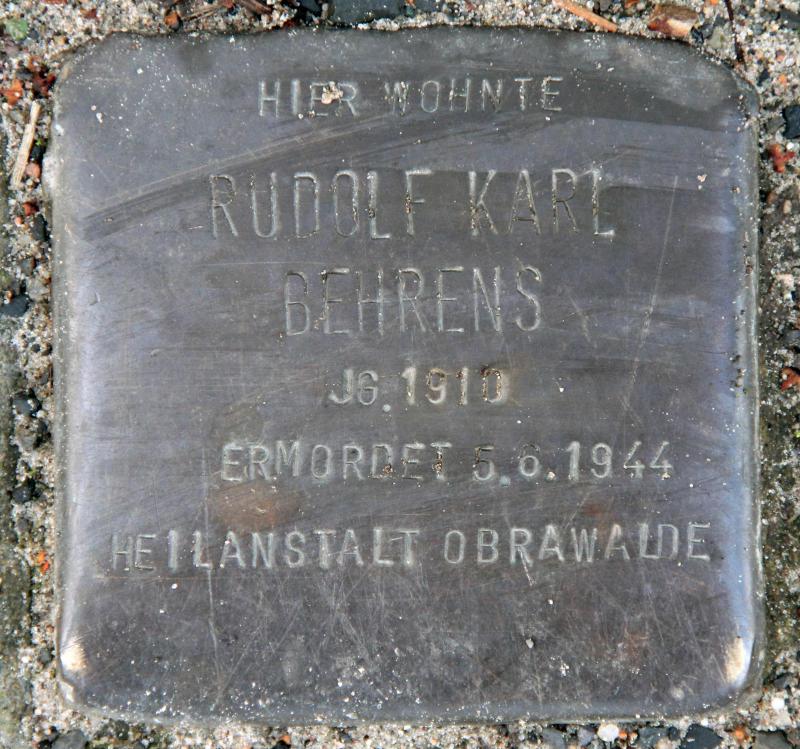 HIER WOHNTE
RUDOLF KARL
BEHRENS
JG. 1910
ERMORDET 5.6.1944
HEILANSTALT OBRAWALDE